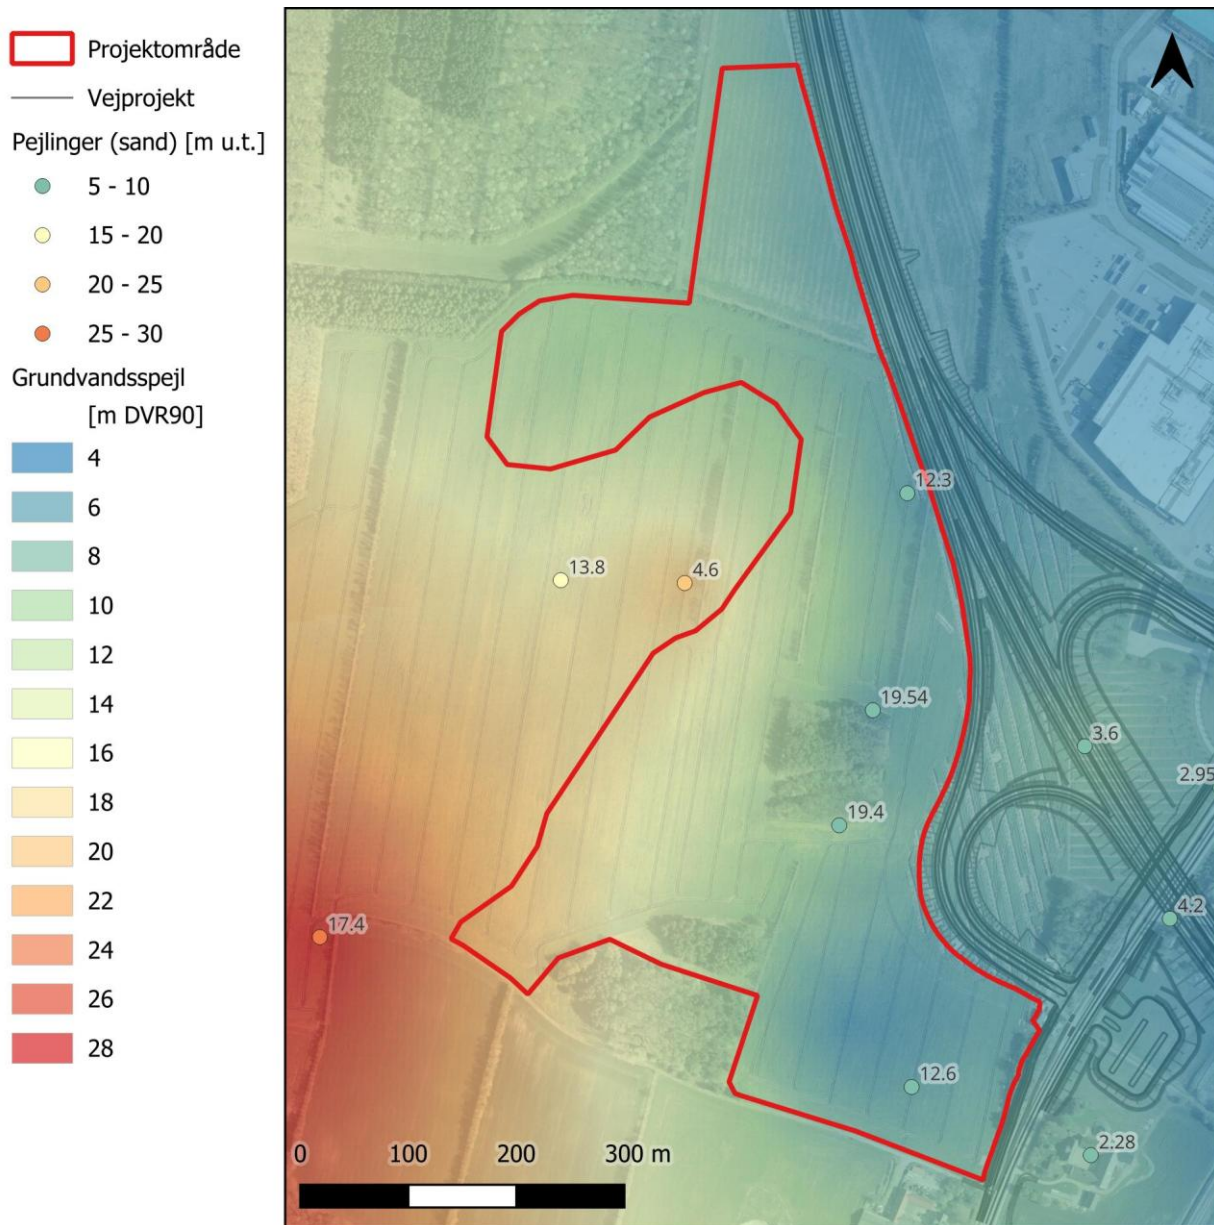 Projektområde
Vejprojekt
Pejlinger (sand) [m u.t.]
5 - 10
15 - 20
20 - 25
25 - 30
Grundvandsspejl
[m DVR90]
4
6
8
10
12
14
16
18
20
22
24
26
28
12.3
13.8
4.6
19.54
3.6
2.95
19.4
4.2
17.4
12.6
2.28
0 100 200 300 m